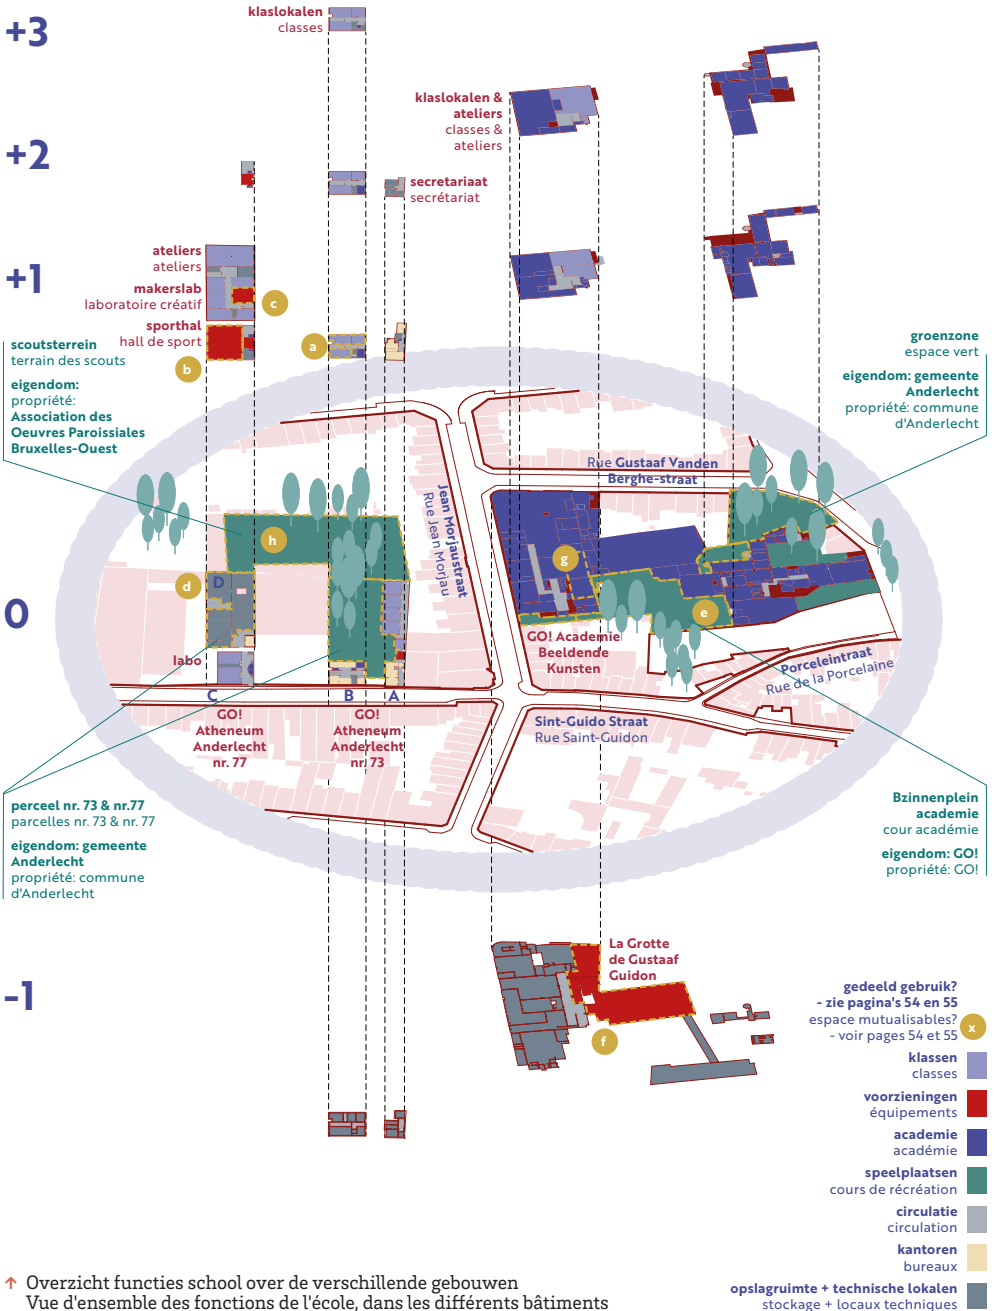 +3
klaslokalen
classes
klaslokalen &
ateliers
classes &
ateliers
+2
secretariaat
secrétariat
+1
ateliers
ateliers
makerslab
laboratoire créatif
c
sporthal
hall de sport
a
b
scoutsterrein
terrain des scouts
eigendom:
propriété:
Association des
Oeuvres Paroissiales
Bruxelles-Ouest
groenzone
espace vert
eigendom: gemeente
Anderlecht
propriété: commune
d'Anderlecht
Rue Gustaaf Vanden
Berghe-straat
Jean Morjaustraat
Rue Jean Morjau
h
g
d
D
e
0
labo
GO! Academie
Beeldende
Kunsten
Porceleintraat
Rue de la Porcelaine
C
B
A
GO!
Atheneum
Anderlecht
nr. 77
GO!
Atheneum
Anderlecht
nr. 73
Sint-Guido Straat
Rue Saint-Guidon
perceel nr. 73 & nr.77
parcelles nr. 73 & nr. 77
eigendom: gemeente
Anderlecht
propriété: commune
d'Anderlecht
Bzinnenplein
academie
cour académie
eigendom: GO!
propriété: GO!
-1
La Grotte
de Gustaaf
Guidon
f
gedeeld gebruik?
- zie pagina's 54 en 55
espace mutualisables?
- voir pages 54 et 55
x
klassen
classes
voorzieningen
équipements
academie
académie
speelplaatsen
cours de récréation
circulatie
circulation
kantoren
bureaux
opslagruimte + technische lokalen
stockage + locaux techniques
↑ Overzicht functies school over de verschillende gebouwen
Vue d'ensemble des fonctions de l'école, dans les différents bâtiments